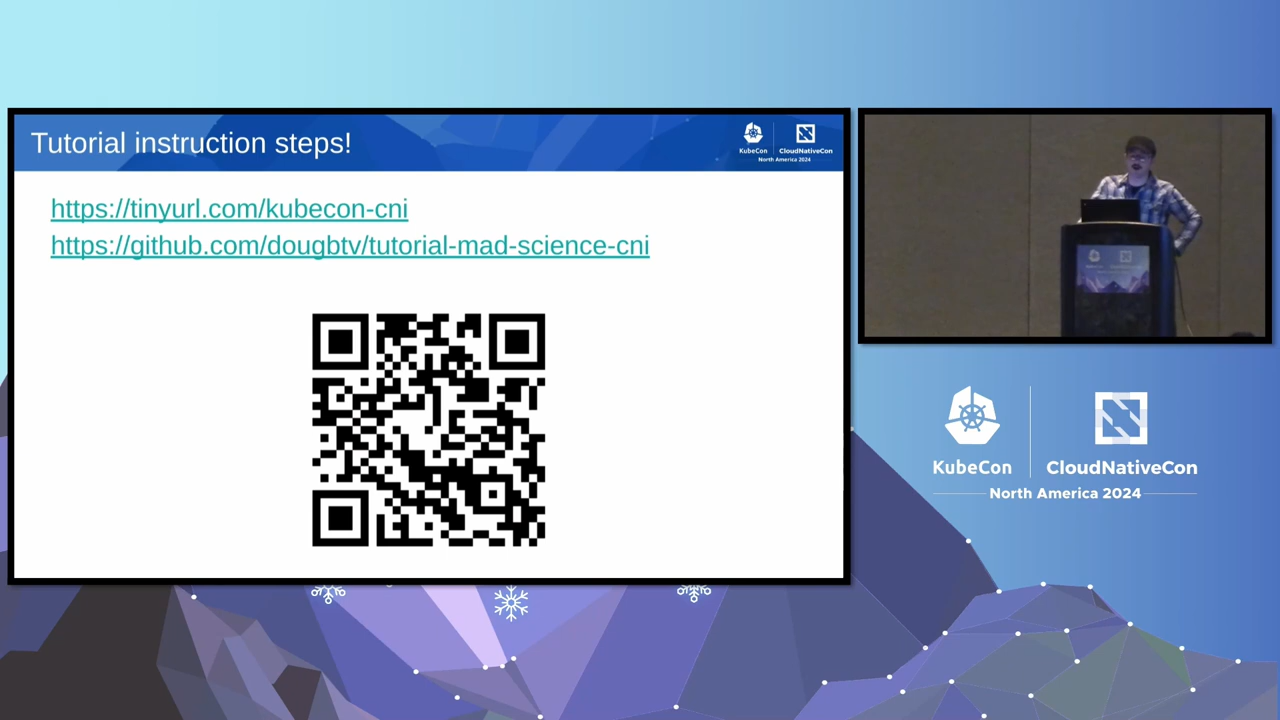 Tutorial instruction steps!
KubeCon
CloudNativeCon
North America 2024
https://tinyurl.com/kubecon-cni
https://github.com/dougbtv/tutorial-mad-science-cni
KubeCon
CloudNativeCon
North America 2024